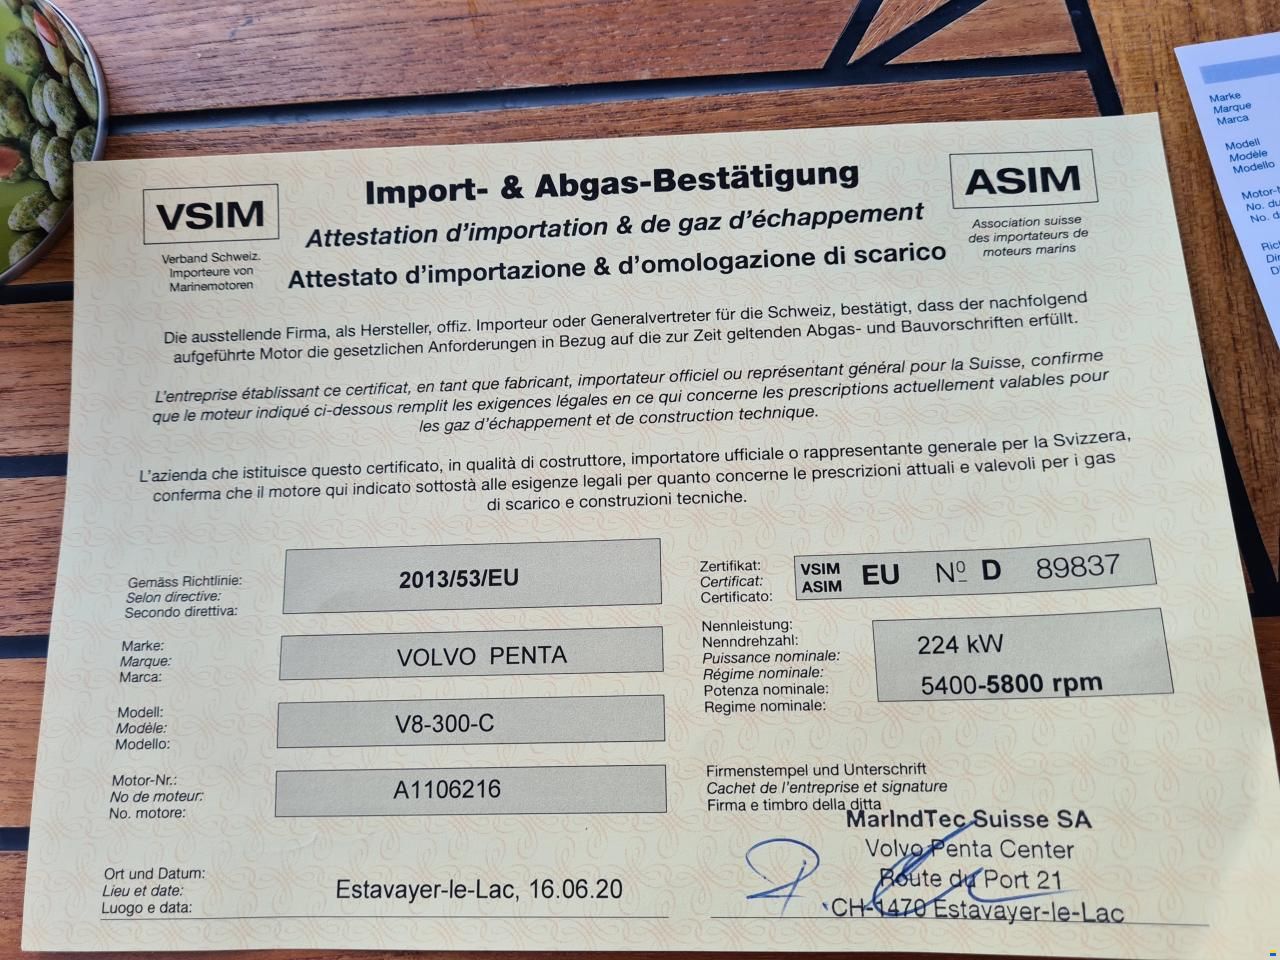 VSIM
Verband Schweiz.
Importeure von
Marinemotoren
Import- & Abgas-Bestätigung
Attestation d'importation & de gaz d'échappement
Attestato d'importazione & d'omologazione di scarico
ASIM
Association suisse
des importateurs de
moteurs marins
Die ausstellende Firma, als Hersteller, offiz. Importeur oder Generalvertreter für die Schweiz, bestätigt, dass der nachfolgend
aufgeführte Motor die gesetzlichen Anforderungen in Bezug auf die zur Zeit geltenden Abgas- und Bauvorschriften erfüllt.
L'entreprise établissant ce certificat, en tant que fabricant, importateur officiel ou représentant général pour la Suisse, confirme
que le moteur indiqué ci-dessous remplit les exigences légales en ce qui concerne les prescriptions actuellement valables pour
les gaz d'échappement et de construction technique.
L'azienda che istituisce questo certificato, in qualità di costruttore, importatore ufficiale o rappresentante generale per la Svizzera,
conferma che il motore qui indicato sottostà alle esigenze legali per quanto concerne le prescrizioni attuali e valevoli per i gas
di scarico e construzioni tecniche.
Gemäss Richtlinie:
Selon directive:
Secondo direttiva:
2013/53/EU
Marke:
Marque:
Marca:
VOLVO PENTA
Modell:
Modèle:
Modello:
V8-300-C
Motor-Nr.:
No de moteur:
No. motore:
A1106216
Ort und Datum:
Lieu et date:
Luogo e data:
Estavayer-le-Lac, 16.06.20
Zertifikat:
Certificat:
Certificato:
VSIM
ASIM
EU Nº D 89837
Nennleistung:
Nenndrehzahl:
Puissance nominale:
Régime nominale:
Potenza nominale:
Regime nominale:
224 kW
5400-5800 rpm
Firmenstempel und Unterschrift
Cachet de l'entreprise et signature
Firma e timbro della ditta
MarIndTec Suisse SA
Volvo Penta Center
Route du Port 21
CH-1470 Estavayer-le-Lac
Marke
Marque
Marca
Modell
Modèle
Modello